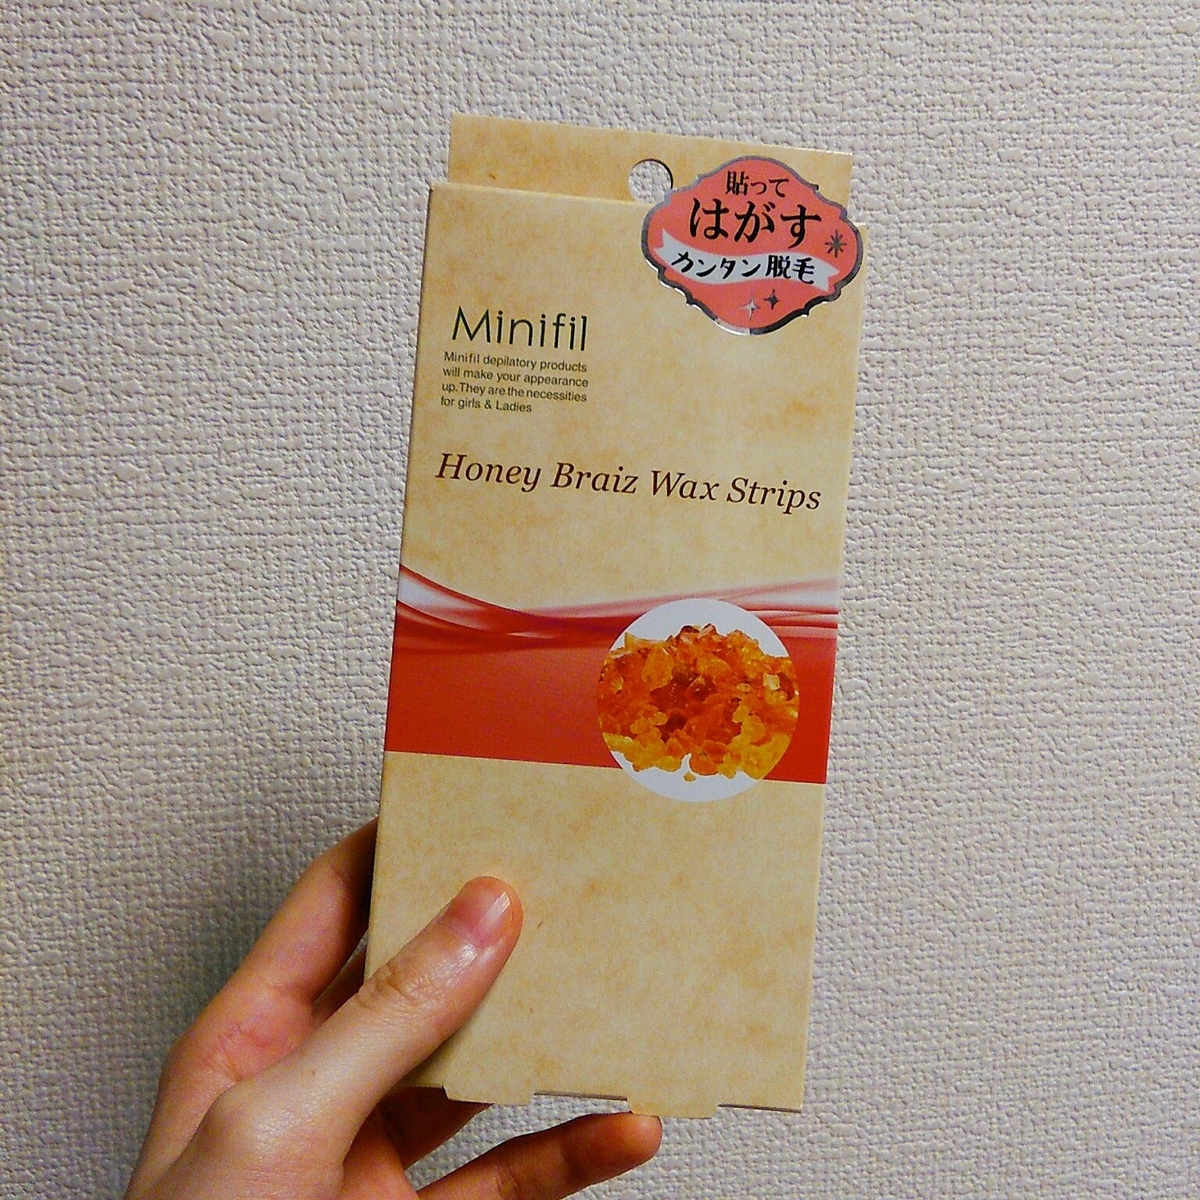 貼って
はがす
カンタン脱毛
Minifil
Minifil depilatory products
will make your appearance
up.They are the necessities
for girls & Ladies
Honey Braiz Wax Strips